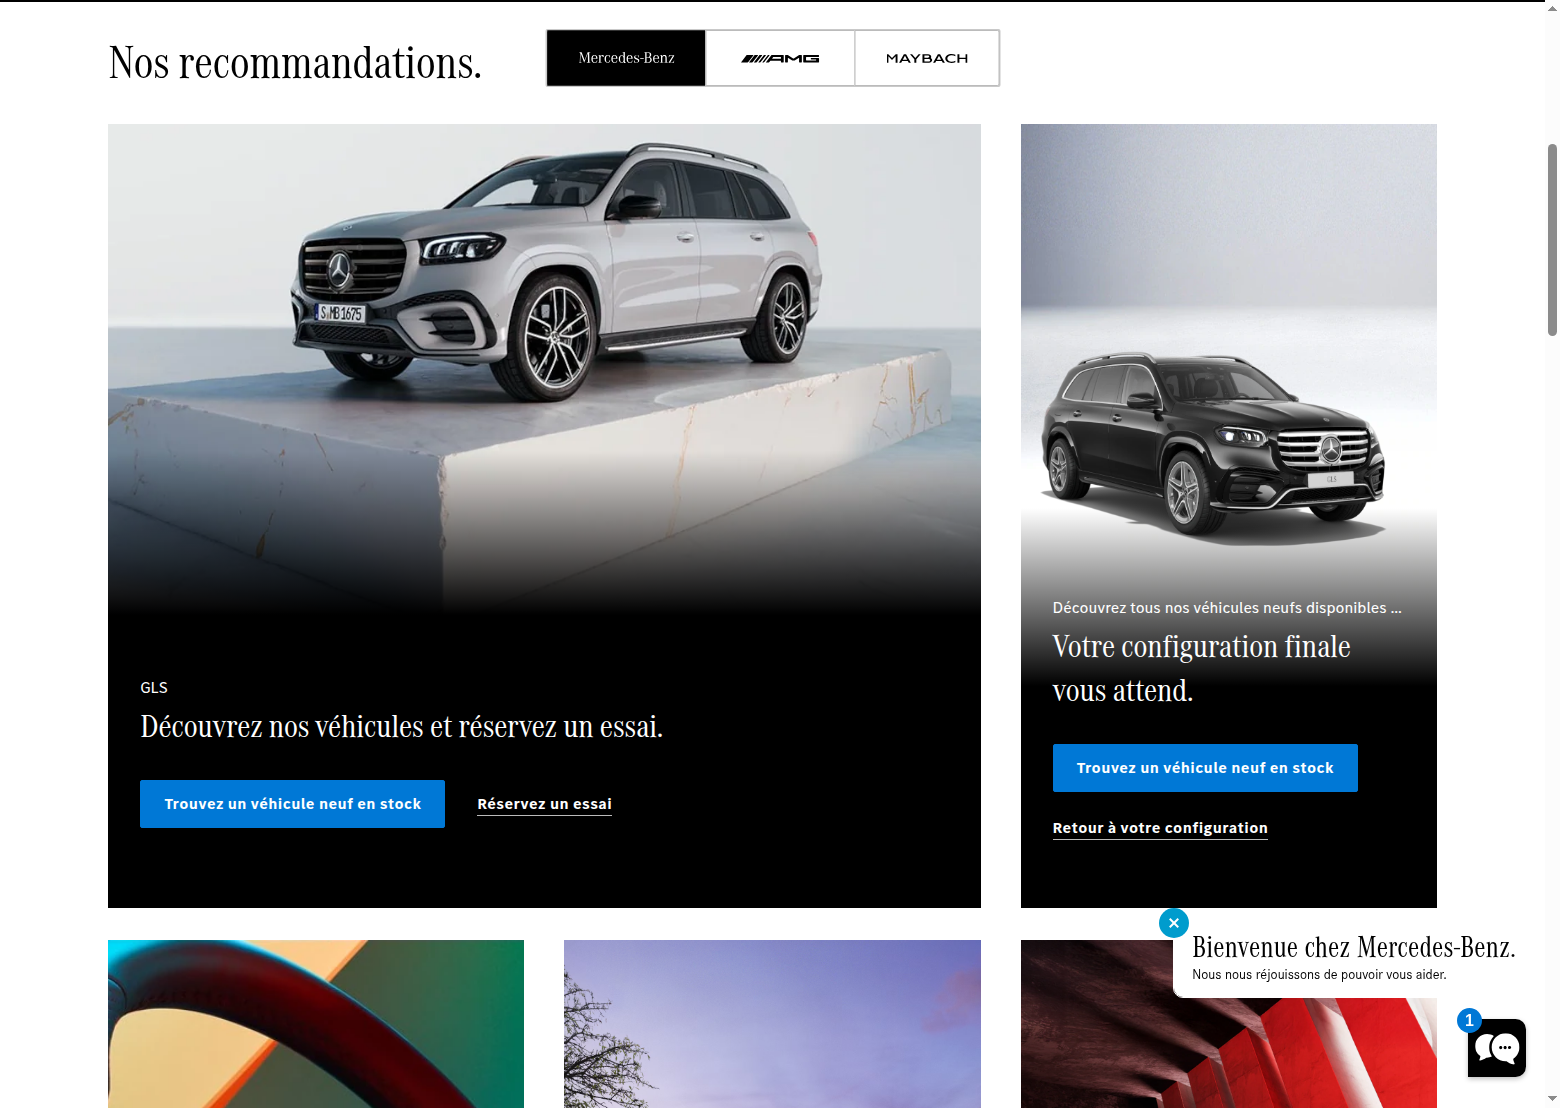 Nos recommandations.
Mercedes-Benz
AMG
MAYBACH
S MB 1675
GLS
GLS
Découvrez nos véhicules et réservez un essai.
Trouvez un véhicule neuf en stock
Réservez un essai
Découvrez tous nos véhicules neufs disponibles ...
Votre configuration finale
vous attend.
Trouvez un véhicule neuf en stock
Retour à votre configuration
Bienvenue chez Mercedes-Benz.
Nous nous réjouissons de pouvoir vous aider.
1